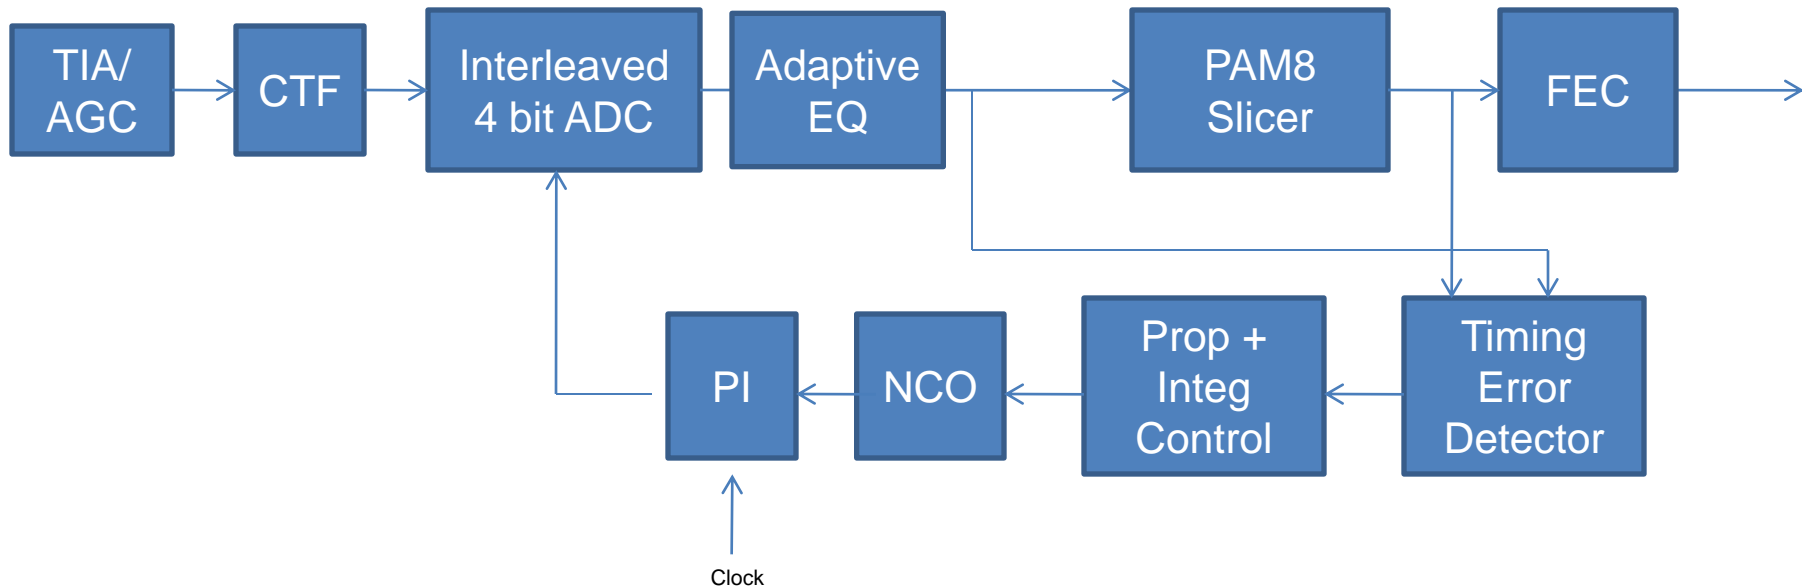 TIA/
AGC
CTF
Interleaved
4 bit ADC
Adaptive
EQ
PAM8
Slicer
FEC
PI
NCO
Prop +
Integ
Control
Timing
Error
Detector
Clock